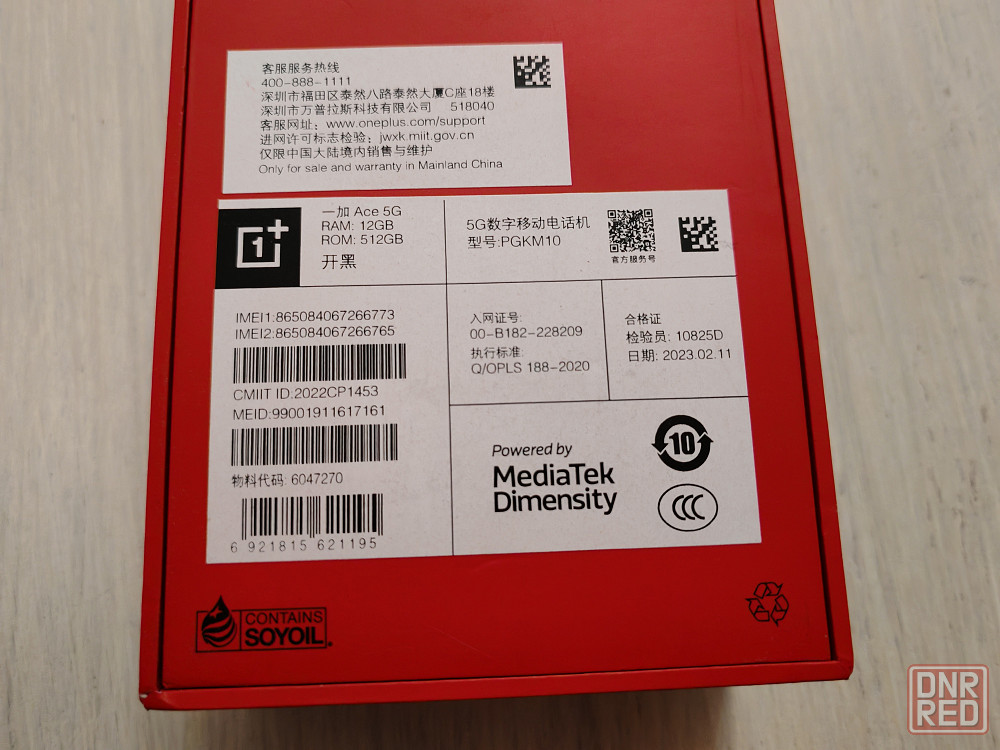 客服服务热线
400-888-1111
深圳市福田区泰然八路泰然大厦C座18楼
深圳市万普拉斯科技有限公司 518040
客服网址：www.oneplus.com/support
进网许可标志检验：jwxk.miit.gov.cn
仅限中国大陆境内销售与维护
Only for sale and warranty in Mainland China
1+
一加 Ace 5G
RAM: 12GB
ROM: 512GB
开黑
5G数字移动电话机
型号:PGKM10
官方服务号
IMEI1:865084067266773
IMEI2:865084067266765
CMIIT ID:2022CP1453
MEID:99001911617161
物料代码: 6047270
6 921815 621195
入网证号:
00-B182-228209
执行标准:
Q/OPLS 188-2020
合格证
检验员: 10825D
日期: 2023.02.11
Powered by
MediaTek
Dimensity
10
CCC
CONTAINS
SOYOIL.
DNR
RED